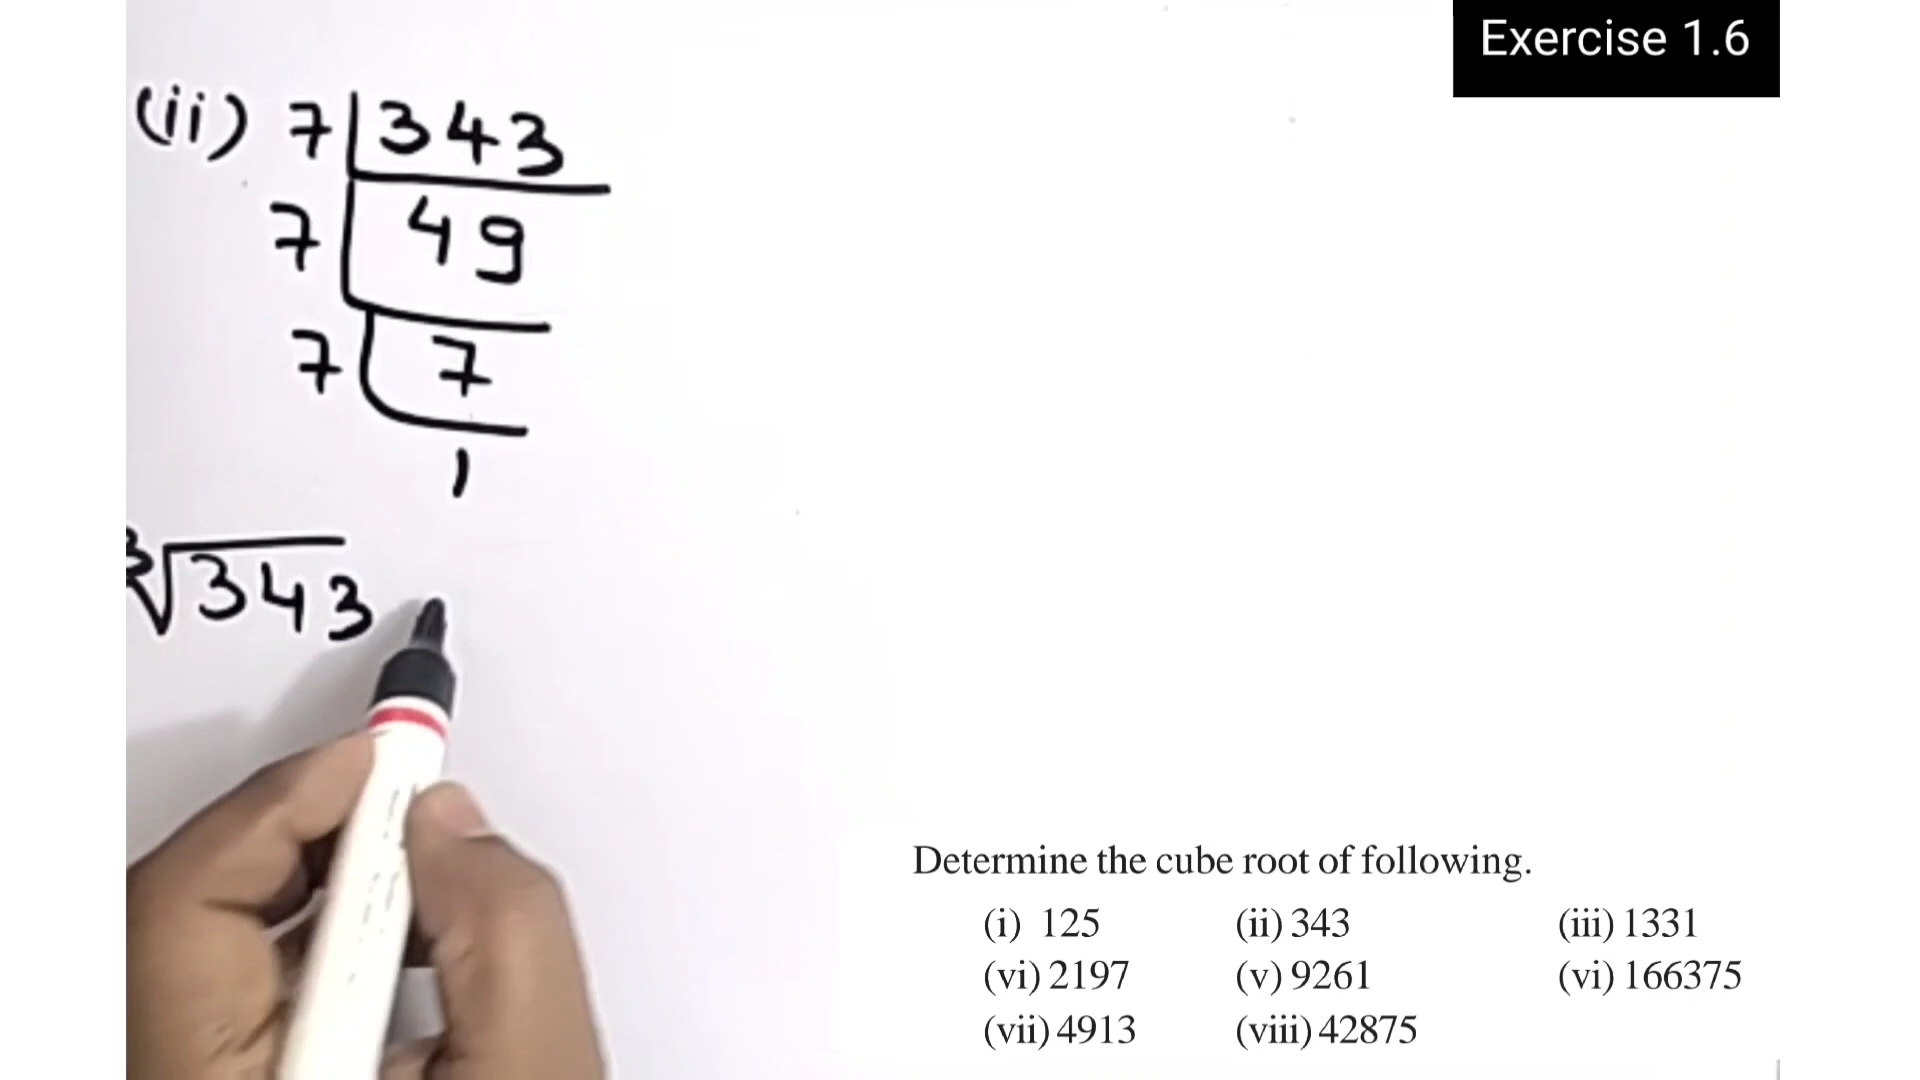 Exercise 1.6
(ii) 7 343
7 49
7 7
1
∛343
Determine the cube root of following.
(i) 125 (ii) 343 (iii) 1331
(vi) 2197 (v) 9261 (vi) 166375
(vii) 4913 (viii) 42875